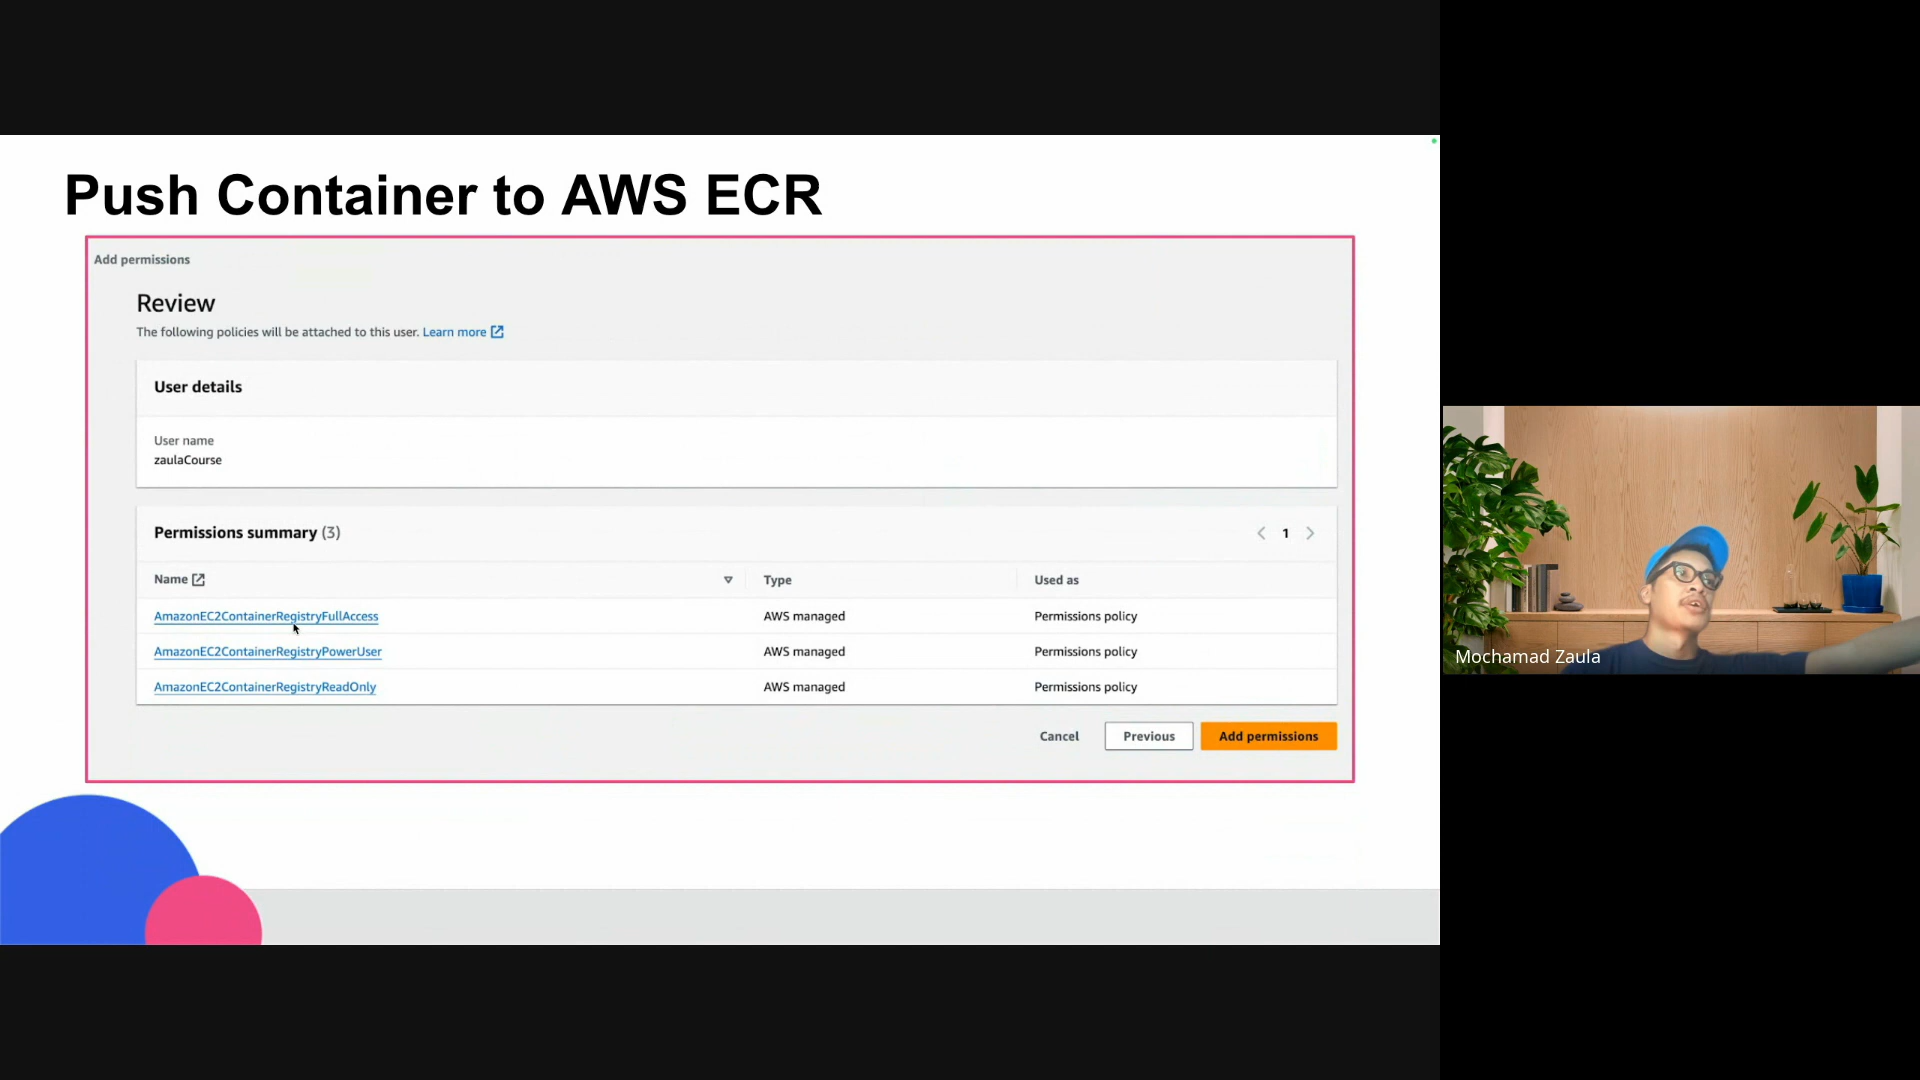 Push Container to AWS ECR
Add permissions
Review
The following policies will be attached to this user. Learn more
User details
User name
zaulaCourse
Permissions summary (3)
1
Name Type Used as
AmazonEC2ContainerRegistryFullAccess AWS managed Permissions policy
AmazonEC2ContainerRegistryPowerUser AWS managed Permissions policy
AmazonEC2ContainerRegistryReadOnly AWS managed Permissions policy
Cancel Previous Add permissions
Mochamad Zaula